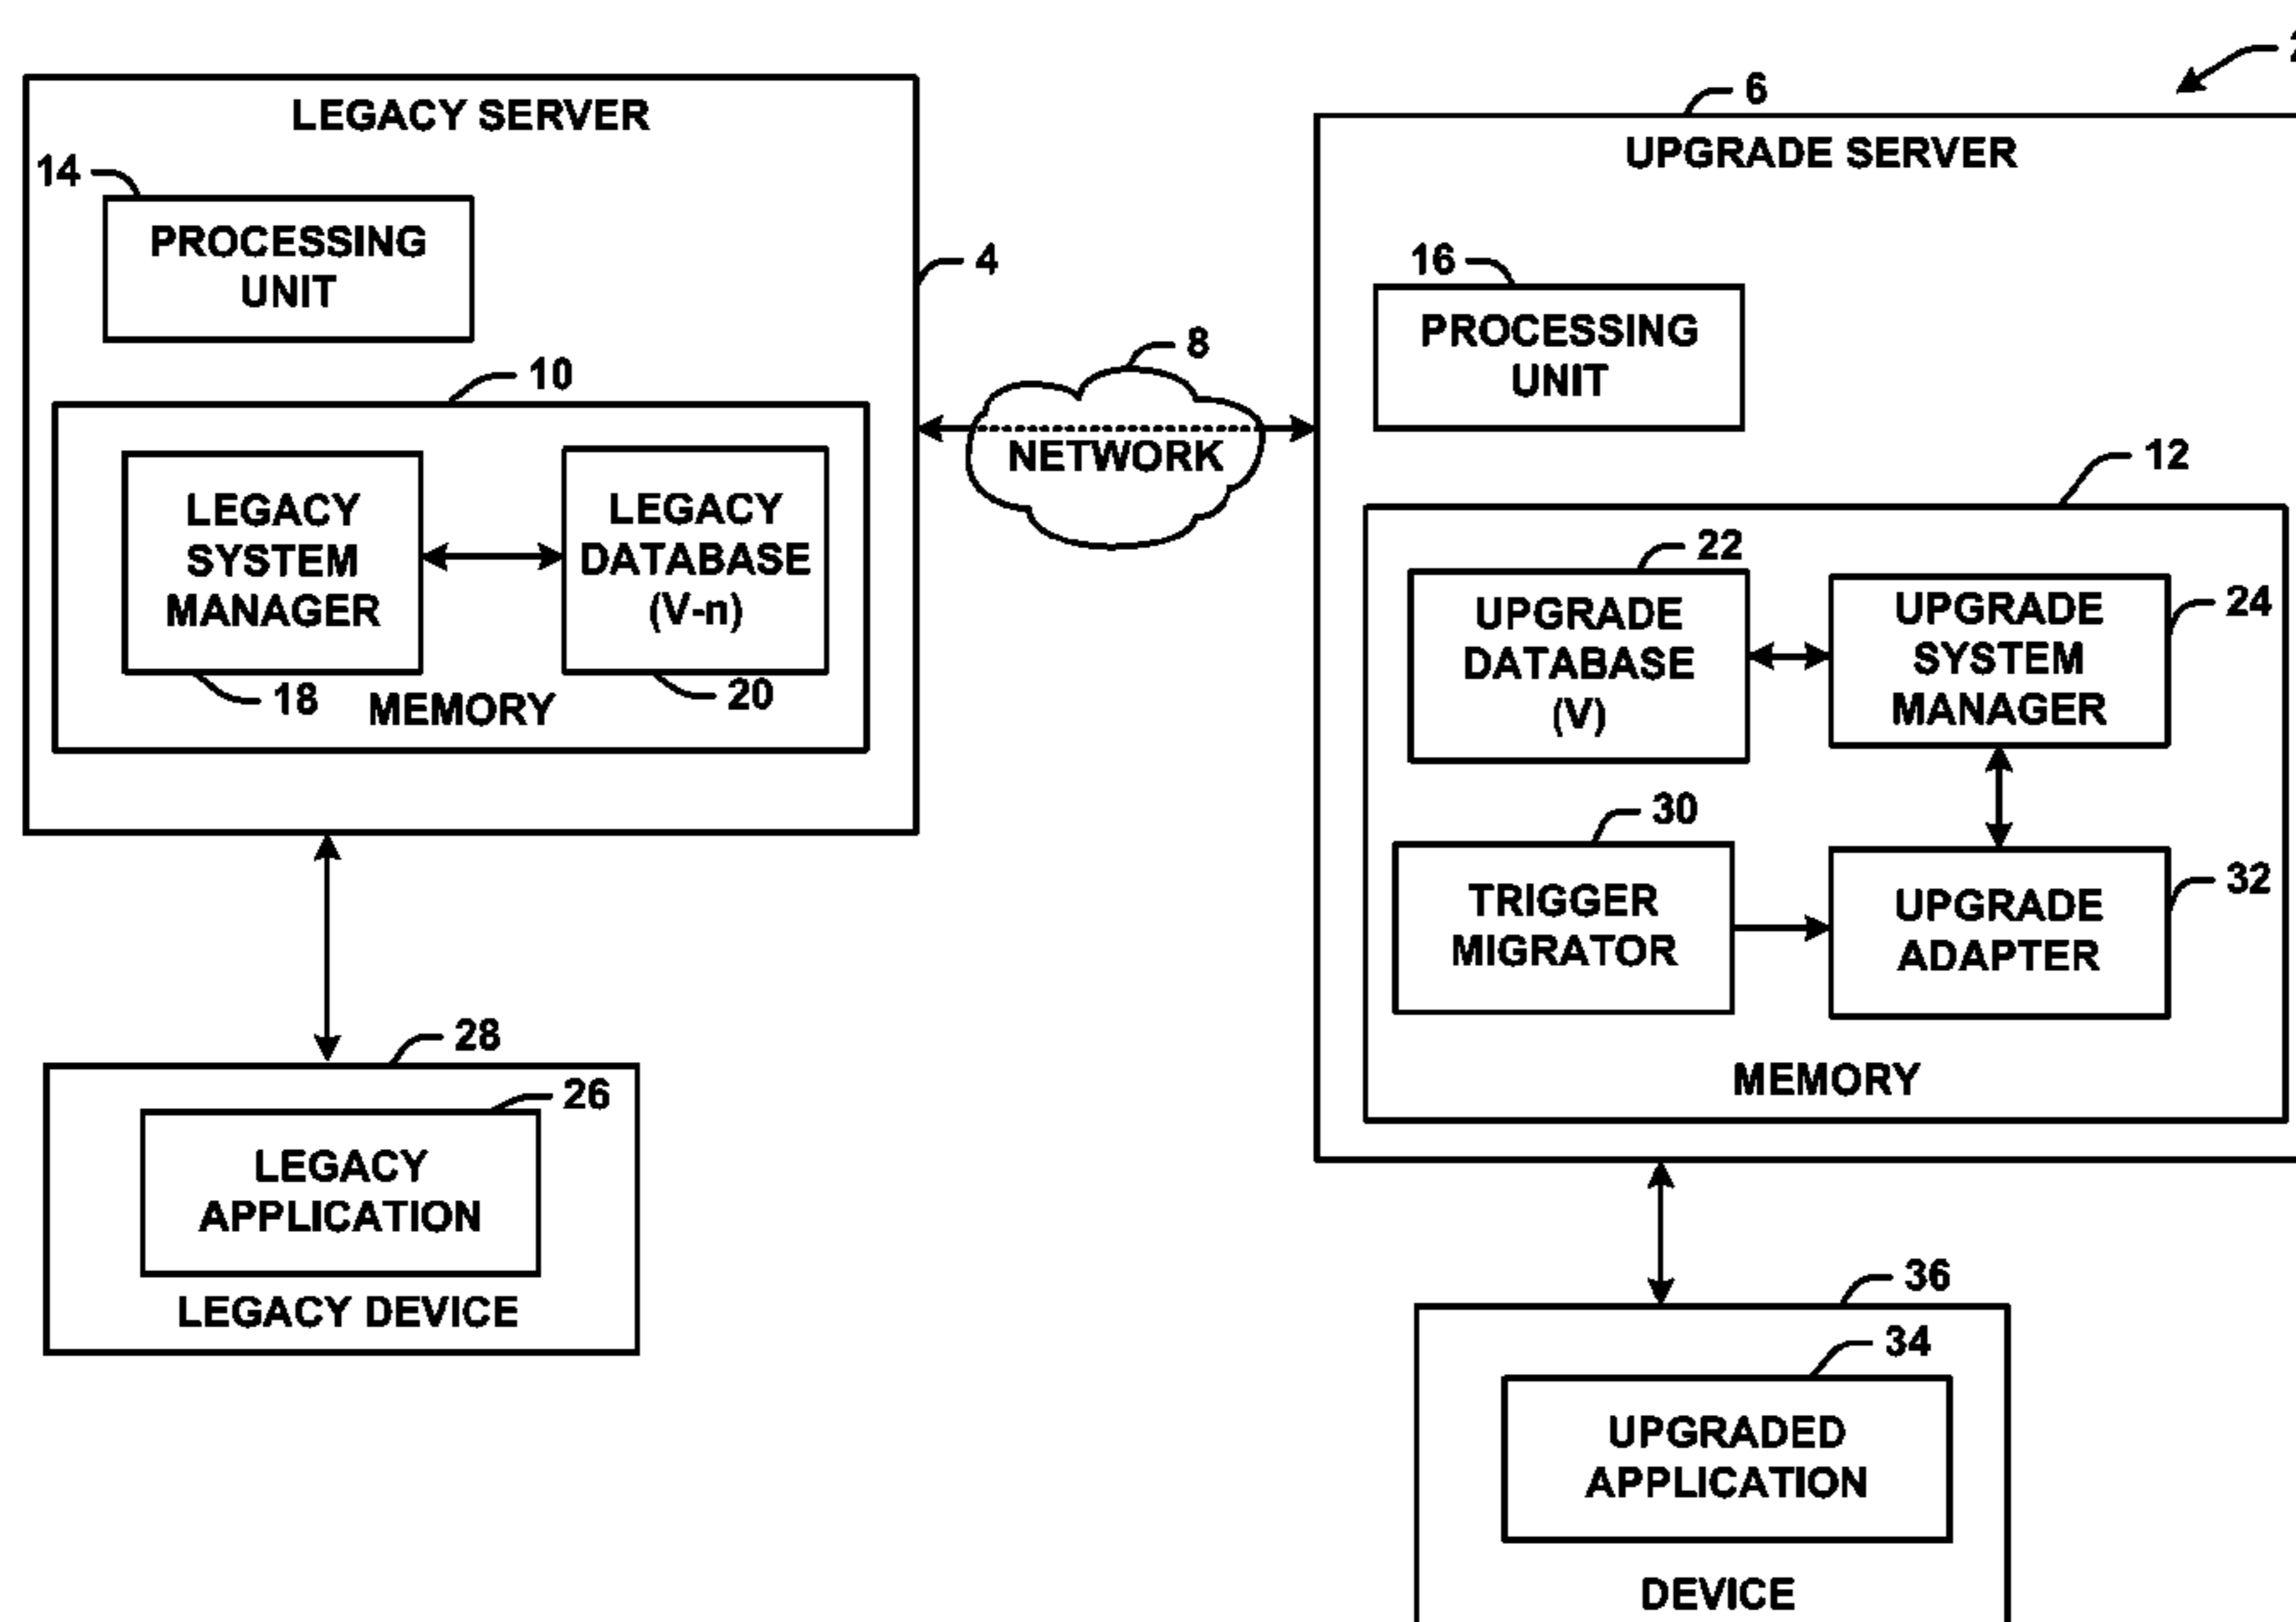 LEGACY SERVER
14
PROCESSING
UNIT
4
10
LEGACY
SYSTEM
MANAGER
18
LEGACY
DATABASE
(V-n)
20
MEMORY
8
NETWORK
6
UPGRADE SERVER
16
PROCESSING
UNIT
12
22
UPGRADE
DATABASE
(V)
UPGRADE
SYSTEM
MANAGER
24
30
TRIGGER
MIGRATOR
UPGRADE
ADAPTER
32
MEMORY
28
26
LEGACY
APPLICATION
LEGACY DEVICE
36
34
UPGRADED
APPLICATION
DEVICE